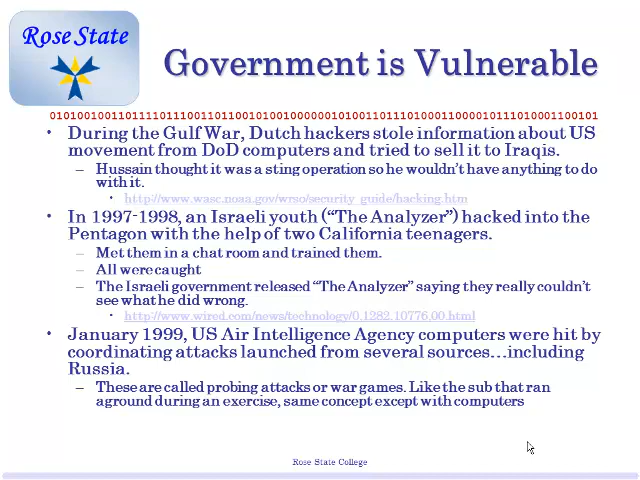 Rose State
Government is Vulnerable
010100100110111101110011011001010010000001010011011101000110000101110100011​00101
• During the Gulf War, Dutch hackers stole information about US
movement from DoD computers and tried to sell it to Iraqis.
– Hussain thought it was a sting operation so he wouldn't have anything to do
with it.
• http://www.wasc.noaa.gov/wrso/security_guide/hacking.htm
• In 1997-1998, an Israeli youth ("The Analyzer") hacked into the
Pentagon with the help of two California teenagers.
– Met them in a chat room and trained them.
– All were caught
– The Israeli government released "The Analyzer" saying they really couldn't
see what he did wrong.
• http://www.wired.com/news/technology/0,1282,10776,00.html
• January 1999, US Air Intelligence Agency computers were hit by
coordinating attacks launched from several sources…including
Russia.
– These are called probing attacks or war games. Like the sub that ran
aground during an exercise, same concept except with computers
Rose State College